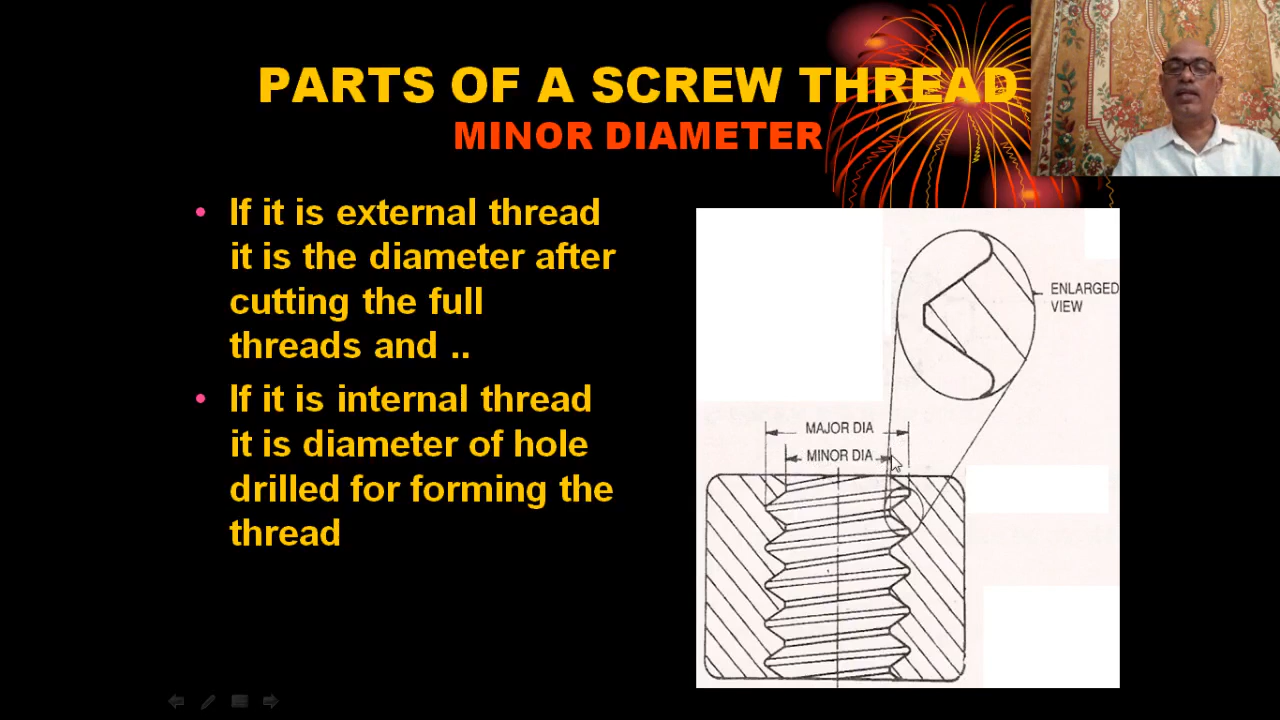 PARTS OF A SCREW THREAD
MINOR DIAMETER
• If it is external thread
it is the diameter after
cutting the full
threads and ..
• If it is internal thread
it is diameter of hole
drilled for forming the
thread
ENLARGED
VIEW
MAJOR DIA
MINOR DIA